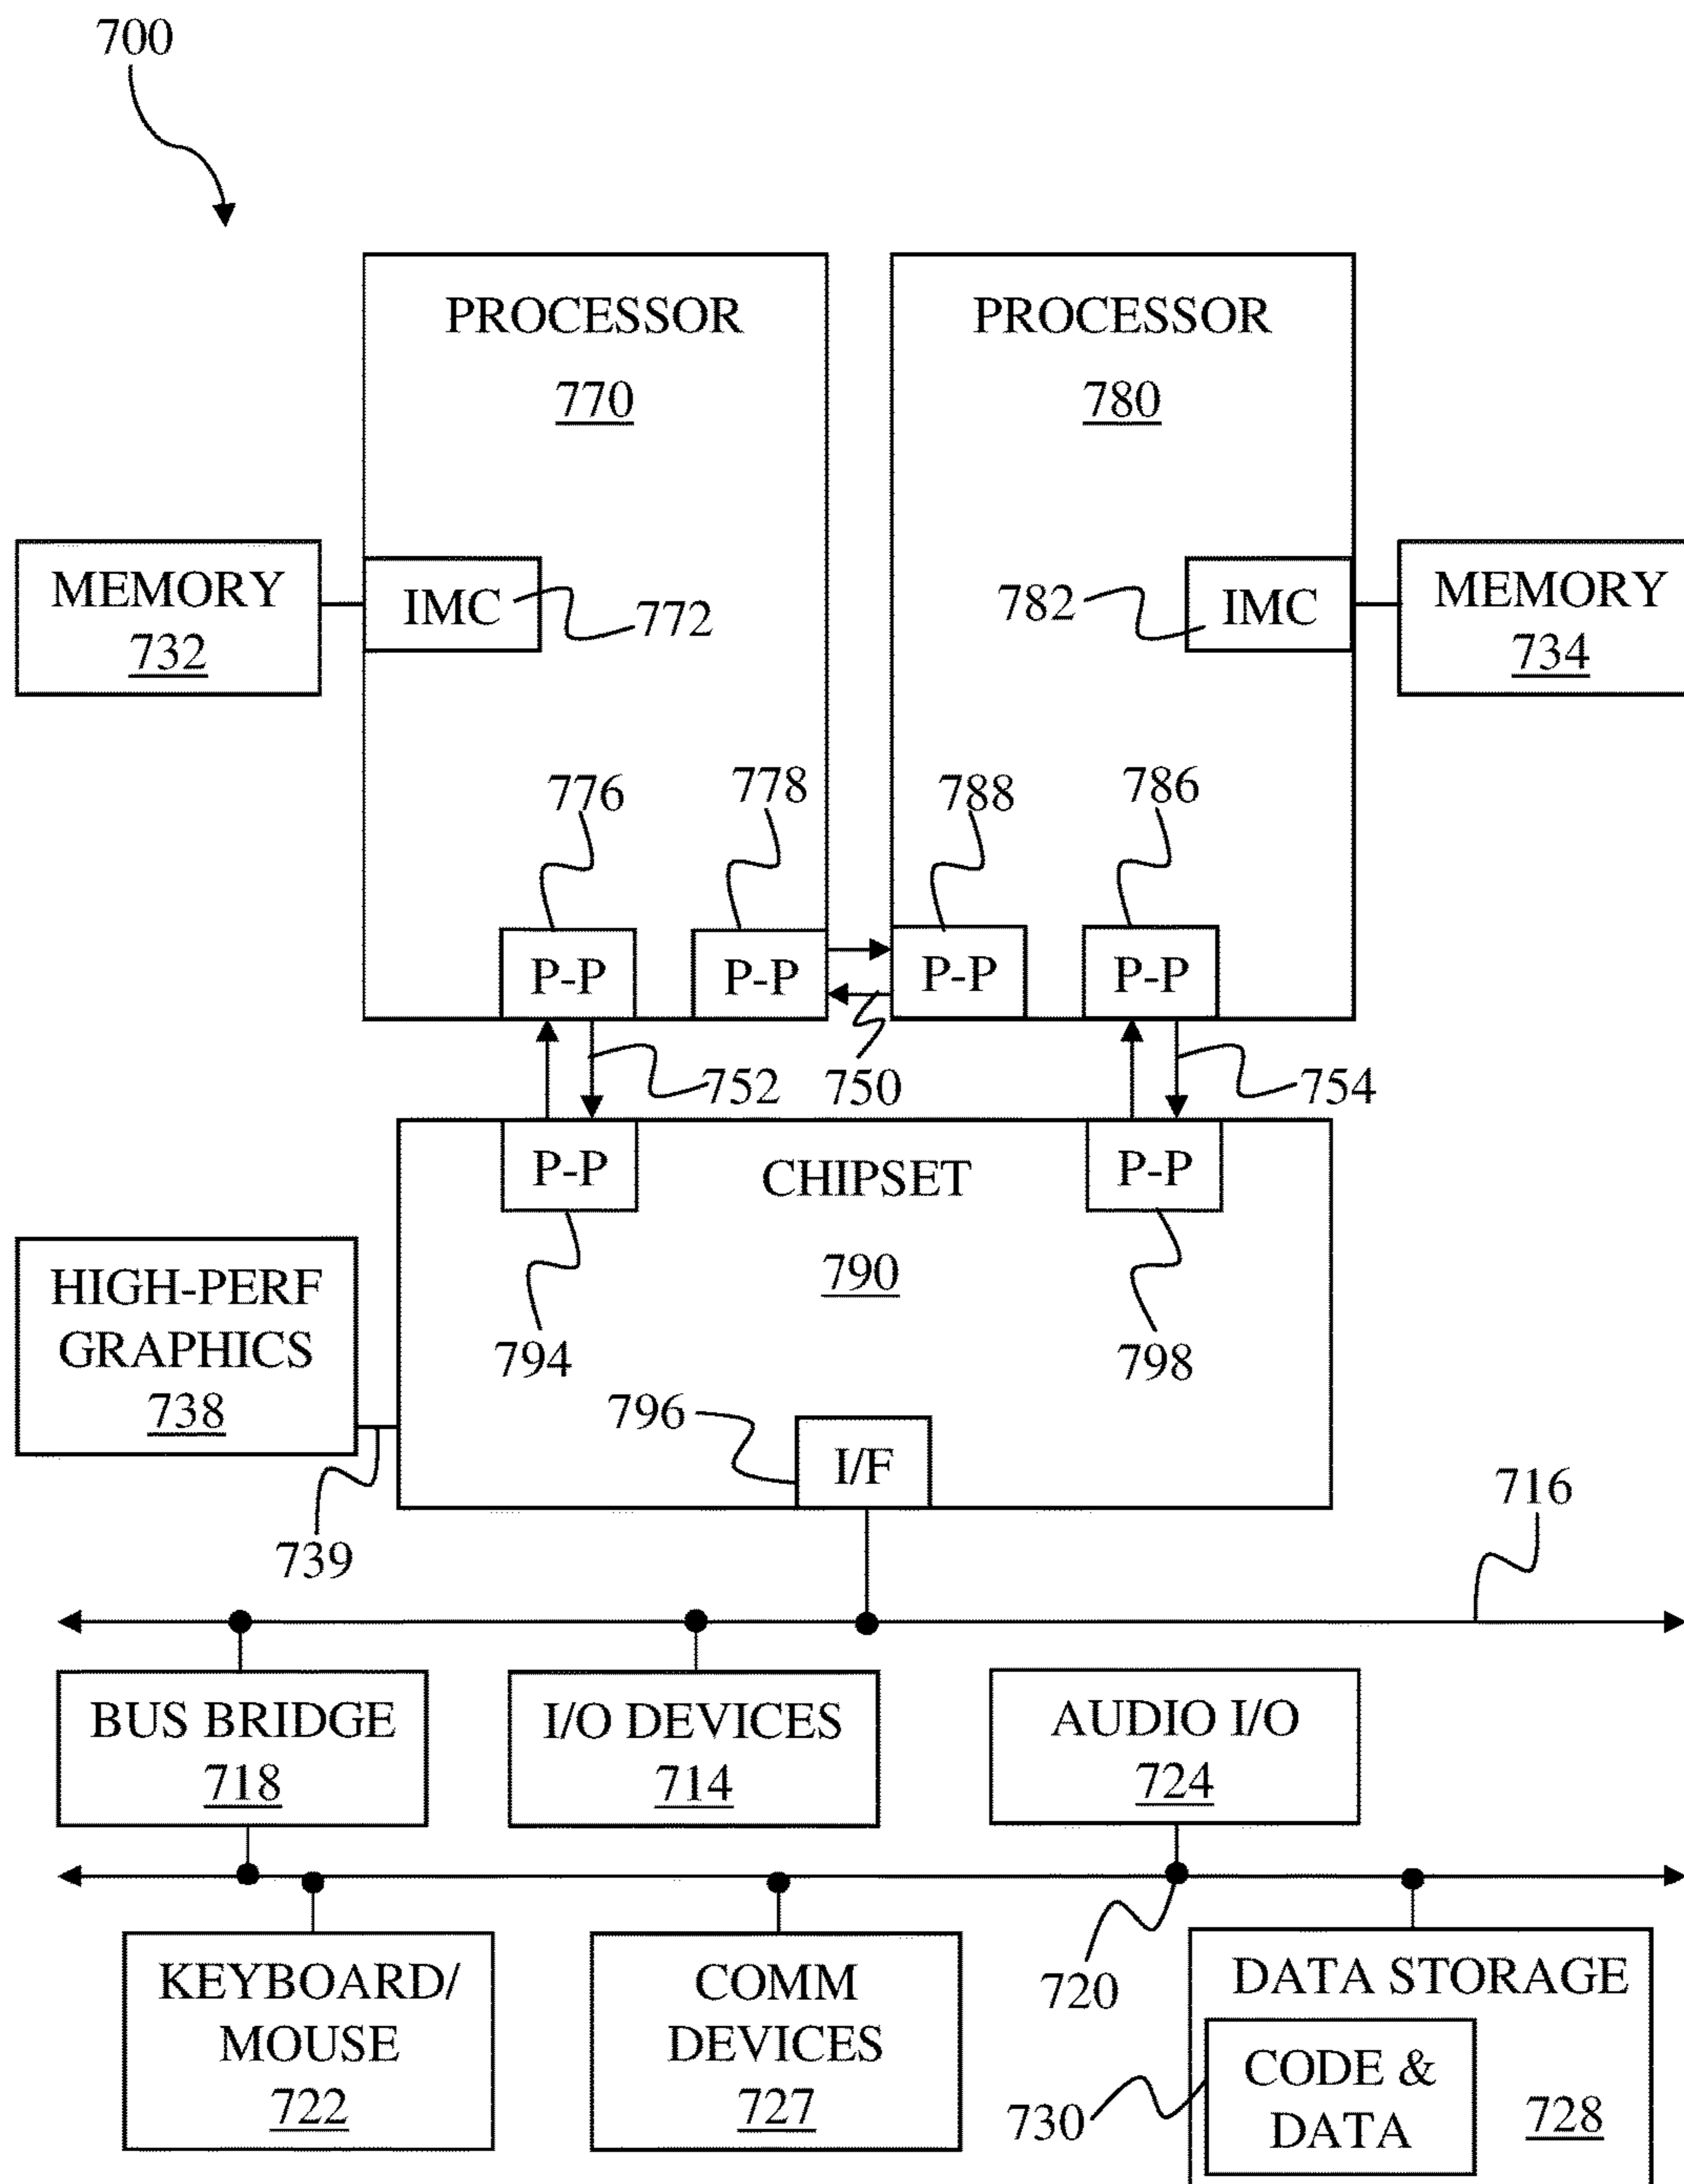 700
PROCESSOR
770
PROCESSOR
780
MEMORY
732
IMC
772
782
IMC
MEMORY
734
776
778
788
786
P-P
P-P
P-P
P-P
752
750
754
P-P
CHIPSET
P-P
790
HIGH-PERF
GRAPHICS
738
794
798
796
I/F
739
716
BUS BRIDGE
718
I/O DEVICES
714
AUDIO I/O
724
720
KEYBOARD/
MOUSE
722
COMM
DEVICES
727
DATA STORAGE
CODE &
DATA
730
728